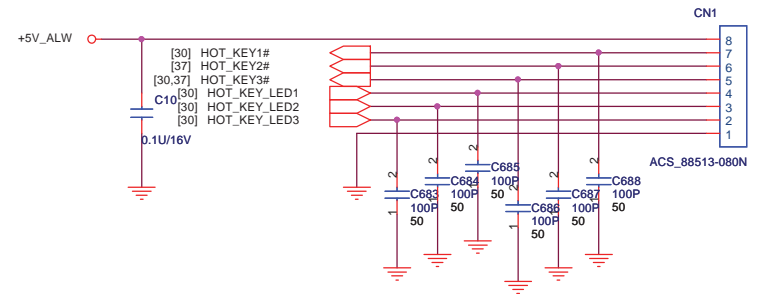 CN1
+5V_ALW
8
[30] HOT_KEY1#
7
[37] HOT_KEY2#
6
[30,37] HOT_KEY3#
5
[30] HOT_KEY_LED1
4
C10
[30] HOT_KEY_LED2
3
[30] HOT_KEY_LED3
2
1
0.1U/16V
ACS_88513-080N
2
C685
100P
50
1
2
C684
100P
50
1
2
C688
100P
50
1
2
C683
100P
50
1
2
C687
100P
50
1
2
C686
100P
50
1